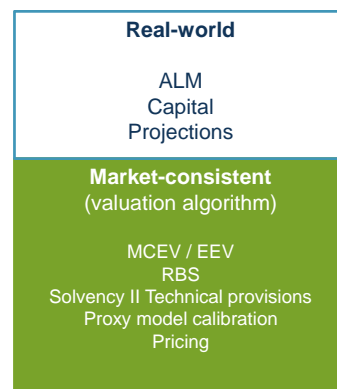 Real-world
ALM
Capital
Projections
Market-consistent
(valuation algorithm)
MCEV / EEV
RBS
Solvency II Technical provisions
Proxy model calibration
Pricing